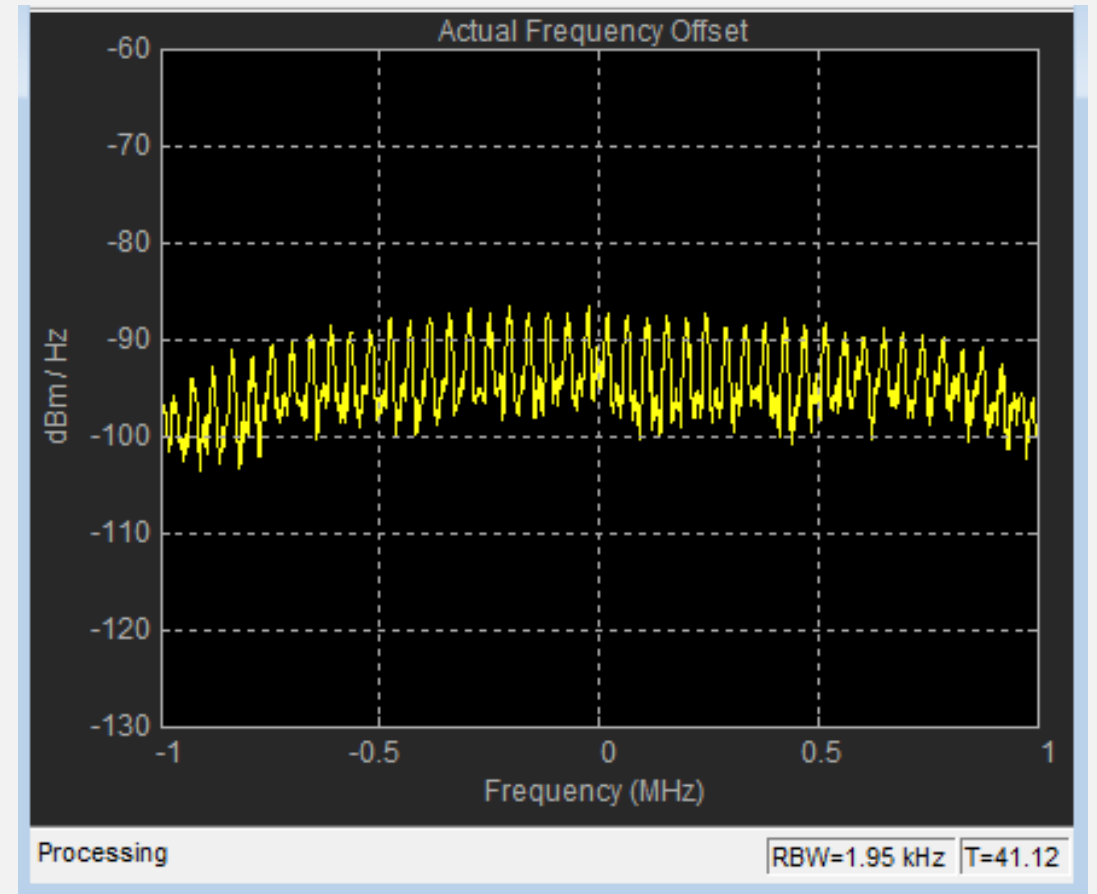 Actual Frequency Offset
-60
-70
-80
-90
-100
-110
-120
-130
dBm / Hz
-1 -0.5 0 0.5 1
Frequency (MHz)
Processing RBW=1.95 kHz T=41.12